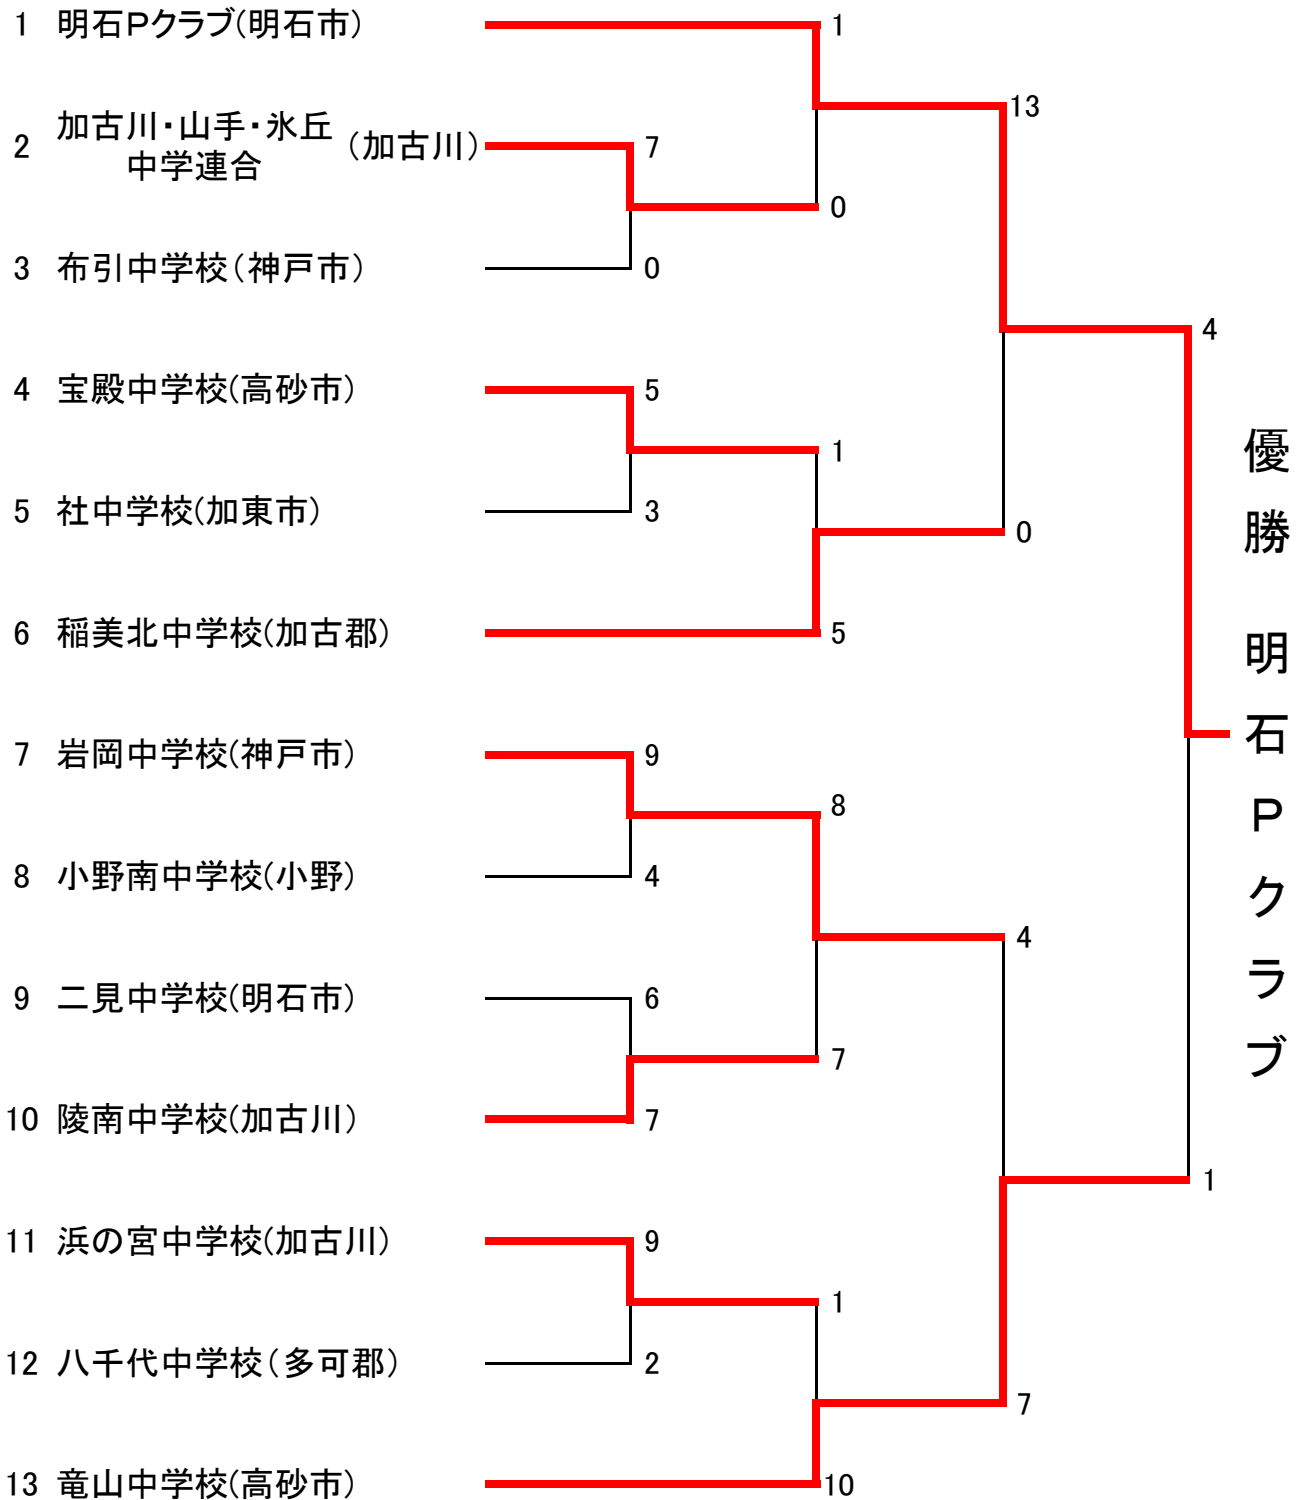 1 明石Pクラブ(明石市) 1
13
加古川・山手・氷丘
2 (加古川) 7
中学連合
0
3 布引中学校(神戸市) 0
4
4 宝殿中学校(高砂市) 5
1
5 社中学校(加東市) 3
0
6 稲美北中学校(加古郡) 5
7 岩岡中学校(神戸市) 9
8
8 小野南中学校(小野) 4
4
9 二見中学校(明石市) 6
7
10 陵南中学校(加古川) 7
1
11 浜の宮中学校(加古川) 9
1
12 八千代中学校(多可郡) 2
7
13 竜山中学校(高砂市) 10
優勝 明石Pクラブ